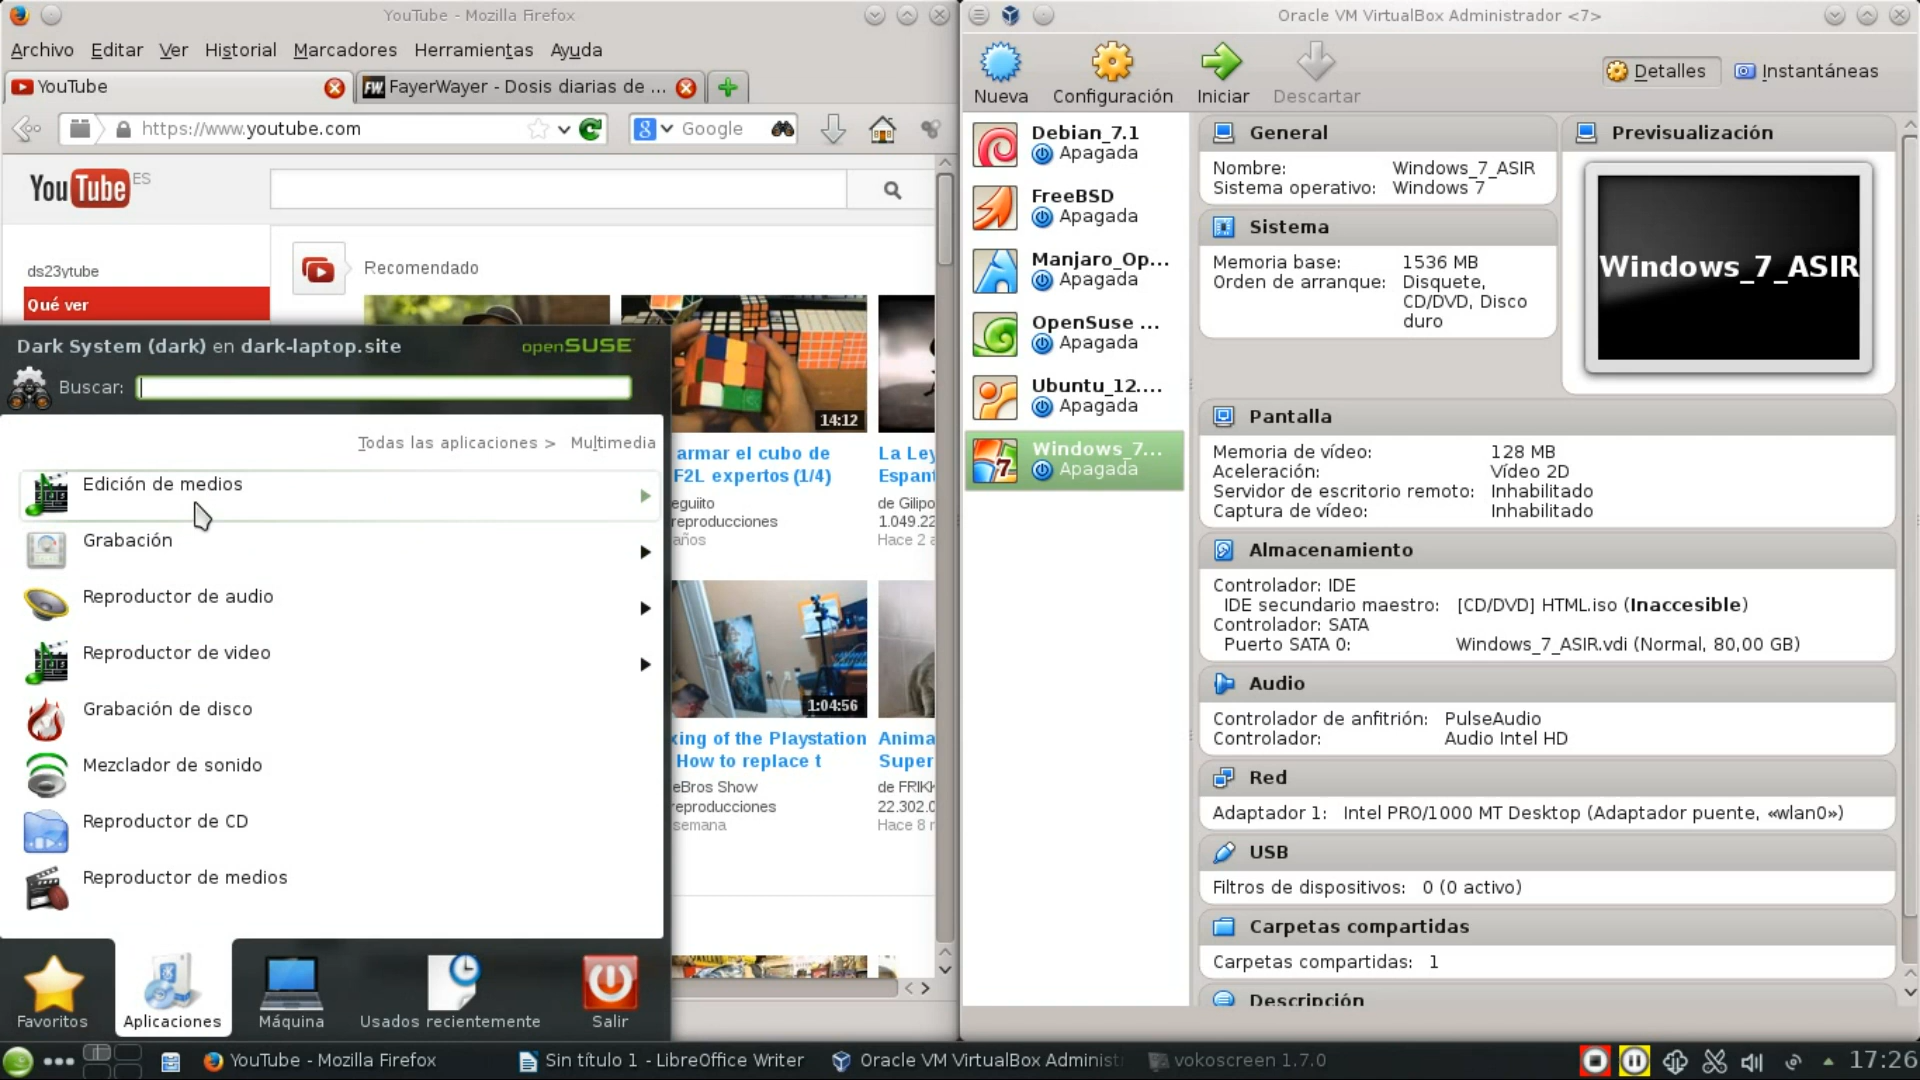 YouTube - Mozilla Firefox
Archivo Editar Ver Historial Marcadores Herramientas Ayuda
YouTube
FayerWayer - Dosis diarias de ...
https://www.youtube.com
Google
YouTube ES
ds23ytube
Qué ver
Recomendado
14:12
armar el cubo de
F2L expertos (1/4)
eguiito
reproducciones
años
La Ley
Espant
de Gilipo
1.049.22
Hace 2 a
1:04:56
xing of the Playstation
How to replace t
eBros Show
reproducciones
semana
Anima
Super
de FRIKI
22.302.0
Hace 8 r
Dark System (dark) en dark-laptop.site
openSUSE
Buscar:
Todas las aplicaciones > Multimedia
Edición de medios
Grabación
Reproductor de audio
Reproductor de video
Grabación de disco
Mezclador de sonido
Reproductor de CD
Reproductor de medios
Favoritos
Aplicaciones
Máquina
Usados recientemente
Salir
Oracle VM VirtualBox Administrador <7>
Nueva
Configuración
Iniciar
Descartar
Detalles
Instantáneas
Debian_7.1
Apagada
FreeBSD
Apagada
Manjaro_Op...
Apagada
OpenSuse ...
Apagada
Ubuntu_12....
Apagada
Windows_7...
Apagada
General
Nombre: Windows_7_ASIR
Sistema operativo: Windows 7
Previsualización
Windows_7_ASIR
Sistema
Memoria base: 1536 MB
Orden de arranque: Disquete,
CD/DVD, Disco
duro
Pantalla
Memoria de vídeo: 128 MB
Aceleración: Vídeo 2D
Servidor de escritorio remoto: Inhabilitado
Captura de vídeo: Inhabilitado
Almacenamiento
Controlador: IDE
IDE secundario maestro: [CD/DVD] HTML.iso (Inaccesible)
Controlador: SATA
Puerto SATA 0: Windows_7_ASIR.vdi (Normal, 80,00 GB)
Audio
Controlador de anfitrión: PulseAudio
Controlador: Audio Intel HD
Red
Adaptador 1: Intel PRO/1000 MT Desktop (Adaptador puente, «wlan0»)
USB
Filtros de dispositivos: 0 (0 activo)
Carpetas compartidas
Carpetas compartidas: 1
Descripción
YouTube - Mozilla Firefox
Sin título 1 - LibreOffice Writer
Oracle VM VirtualBox Administ
vokoscreen 1.7.0
17:26